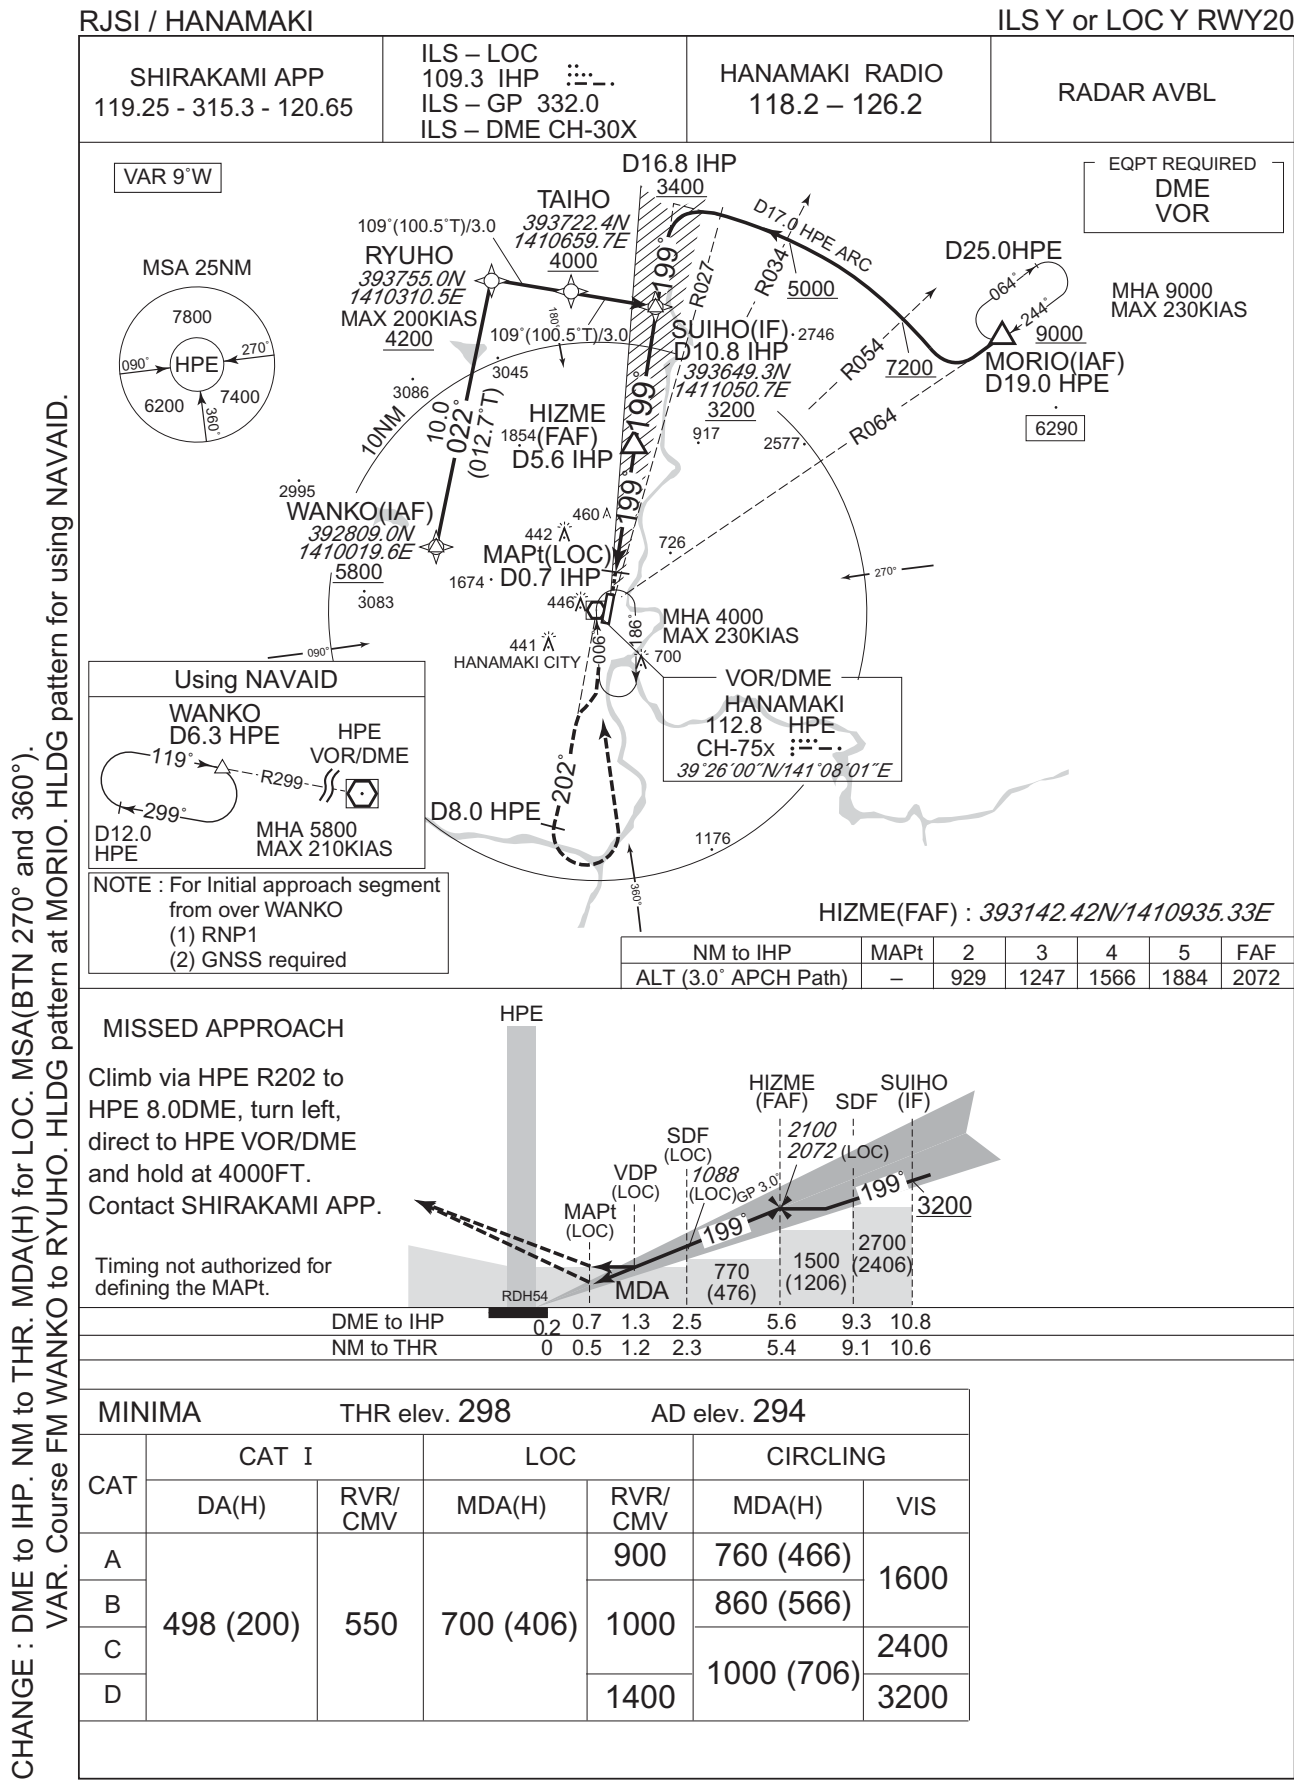 RJSI / HANAMAKI
ILS Y or LOC Y RWY20
SHIRAKAMI APP
119.25 - 315.3 - 120.65
ILS – LOC
109.3 IHP
ILS – GP 332.0
ILS – DME CH-30X
HANAMAKI RADIO
118.2 – 126.2
RADAR AVBL
VAR 9˚W
EQPT REQUIRED
DME
VOR
MSA 25NM
7800
HPE
090˚
270˚
6200
7400
360˚
D16.8 IHP
3400
TAIHO
393722.4N
1410659.7E
4000
109˚(100.5˚T)/3.0
RYUHO
393755.0N
1410310.5E
MAX 200KIAS
4200
109˚(100.5˚T)/3.0
180˚
199˚
R027
R034
D17.0 HPE ARC
5000
D25.0HPE
064˚
244˚
MHA 9000
MAX 230KIAS
9000
MORIO(IAF)
D19.0 HPE
6290
7200
R054
R064
SUIHO(IF)
D10.8 IHP
393649.3N
1411050.7E
3200
2746
3045
3086
10NM
10.0
022˚
(012.7˚T)
HIZME
(FAF)
D5.6 IHP
1854
199˚
917
2577
2995
WANKO(IAF)
392809.0N
1410019.6E
5800
3083
460
442
199˚
MAPt(LOC)
D0.7 IHP
1674
726
270˚
446
441
HANAMAKI CITY
006˚
186˚
MHA 4000
MAX 230KIAS
700
090˚
VOR/DME
HANAMAKI
112.8 HPE
CH-75x
39˚26´00˝N/141˚08´01˝E
Using NAVAID
WANKO
D6.3 HPE
HPE
VOR/DME
119˚
R299
299˚
D12.0
HPE
MHA 5800
MAX 210KIAS
202˚
D8.0 HPE
1176
360˚
NOTE : For Initial approach segment
from over WANKO
(1) RNP1
(2) GNSS required
HIZME(FAF) : 393142.42N/1410935.33E
NM to IHP MAPt 2 3 4 5 FAF
ALT (3.0˚ APCH Path) – 929 1247 1566 1884 2072
MISSED APPROACH
Climb via HPE R202 to
HPE 8.0DME, turn left,
direct to HPE VOR/DME
and hold at 4000FT.
Contact SHIRAKAMI APP.
Timing not authorized for
defining the MAPt.
HPE
HIZME
(FAF)
SDF
SUIHO
(IF)
2100
2072 (LOC)
SDF
(LOC)
1088
(LOC)
GP 3.0˚
VDP
(LOC)
MAPt
(LOC)
199˚
199˚
3200
2700
(2406)
1500
(1206)
770
(476)
MDA
RDH54
DME to IHP 0.2 0.7 1.3 2.5 5.6 9.3 10.8
NM to THR 0 0.5 1.2 2.3 5.4 9.1 10.6
MINIMA THR elev. 298 AD elev. 294
CAT CAT I LOC CIRCLING
DA(H) RVR/CMV MDA(H) RVR/CMV MDA(H) VIS
A 498 (200) 550 700 (406) 900 760 (466) 1600
B 1000 860 (566)
C 1000 (706) 2400
D 1400 3200
CHANGE : DME to IHP. NM to THR. MDA(H) for LOC. MSA(BTN 270° and 360°).
VAR. Course FM WANKO to RYUHO. HLDG pattern at MORIO. HLDG pattern for using NAVAID.